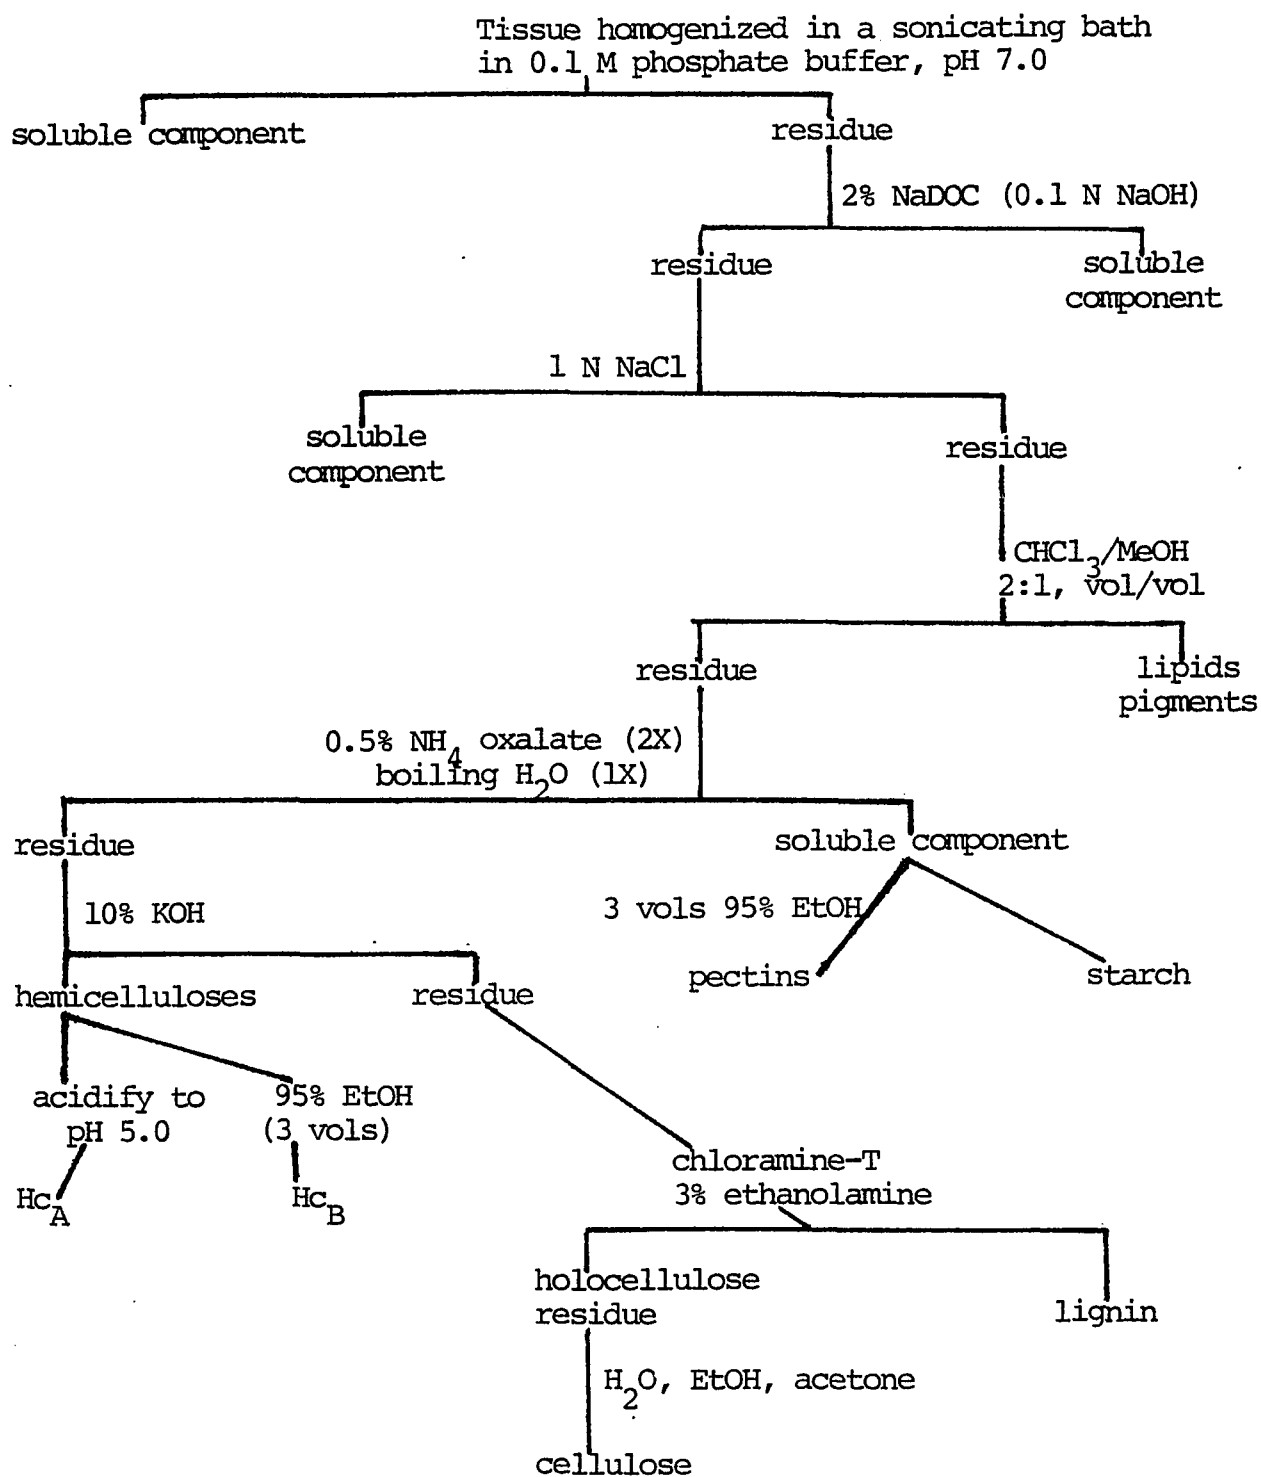 Tissue homogenized in a sonicating bath
in 0.1 M phosphate buffer, pH 7.0
soluble component
residue
2% NaDOC (0.1 N NaOH)
residue
soluble
component
1 N NaCl
soluble
component
residue
CHCl3/MeOH
2:1, vol/vol
residue
lipids
pigments
0.5% NH4 oxalate (2X)
boiling H2O (1X)
residue
soluble component
10% KOH
3 vols 95% EtOH
pectins
starch
hemicelluloses
residue
acidify to
pH 5.0
95% EtOH
(3 vols)
HcA
HcB
chloramine-T
3% ethanolamine
holocellulose
residue
lignin
H2O, EtOH, acetone
cellulose